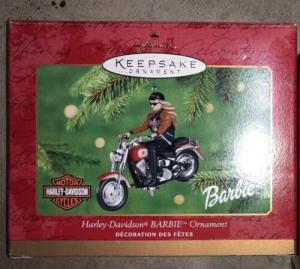 Hallmark
KEEPSAKE
ORNAMENT
MOTOR
HARLEY-DAVIDSON
CYCLES
Barbie
Harley-Davidson® BARBIE™ Ornament
DÉCORATION DES FÊTES